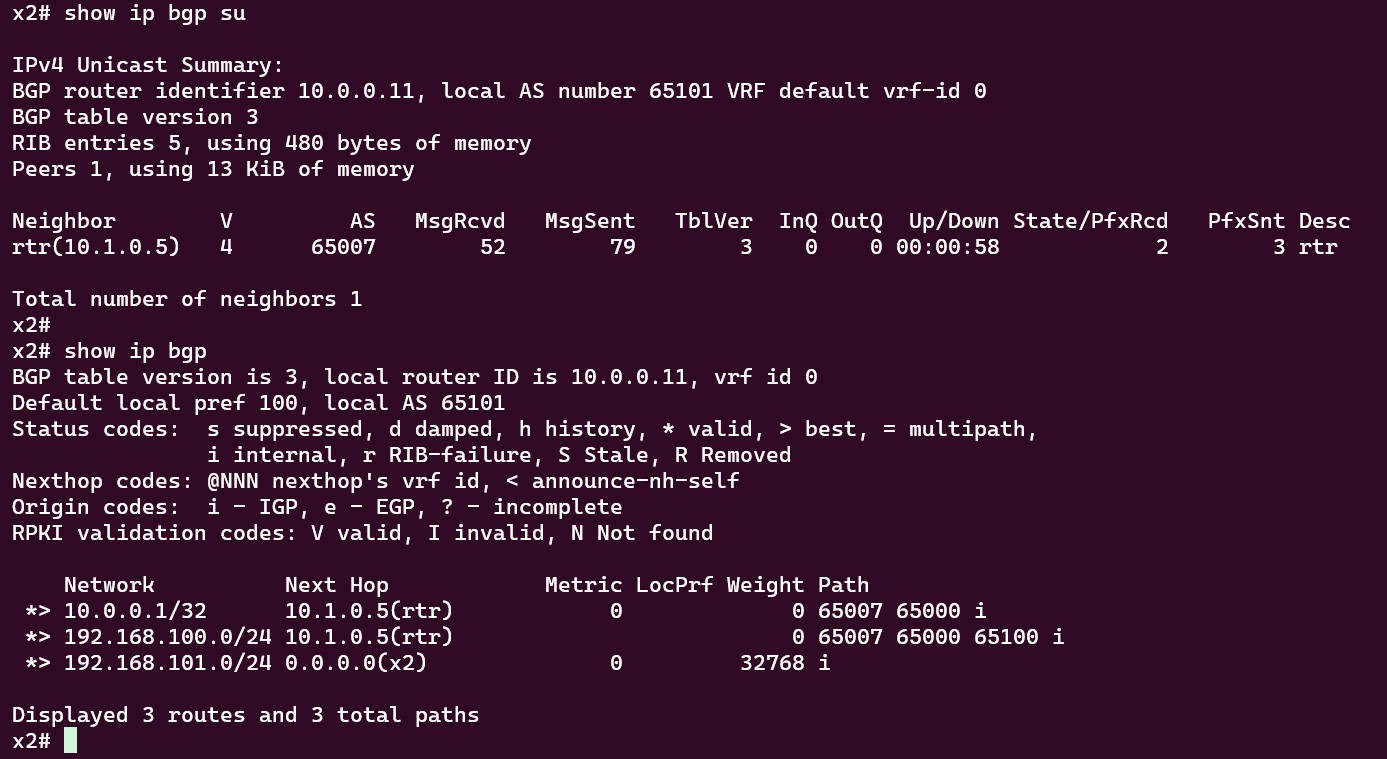 x2# show ip bgp su

IPv4 Unicast Summary:
BGP router identifier 10.0.0.11, local AS number 65101 VRF default vrf-id 0
BGP table version 3
RIB entries 5, using 480 bytes of memory
Peers 1, using 13 KiB of memory

Neighbor        V         AS   MsgRcvd   MsgSent   TblVer  InQ OutQ  Up/Down State/PfxRcd   PfxSnt Desc
rtr(10.1.0.5)   4      65007        52        79        3    0    0 00:00:58            2        3 rtr

Total number of neighbors 1
x2#
x2# show ip bgp
BGP table version is 3, local router ID is 10.0.0.11, vrf id 0
Default local pref 100, local AS 65101
Status codes:  s suppressed, d damped, h history, * valid, > best, = multipath,
               i internal, r RIB-failure, S Stale, R Removed
Nexthop codes: @NNN nexthop's vrf id, < announce-nh-self
Origin codes:  i - IGP, e - EGP, ? - incomplete
RPKI validation codes: V valid, I invalid, N Not found

    Network          Next Hop            Metric LocPrf Weight Path
 *> 10.0.0.1/32      10.1.0.5(rtr)            0             0 65007 65000 i
 *> 192.168.100.0/24 10.1.0.5(rtr)                          0 65007 65000 65100 i
 *> 192.168.101.0/24 0.0.0.0(x2)              0         32768 i

Displayed 3 routes and 3 total paths
x2#